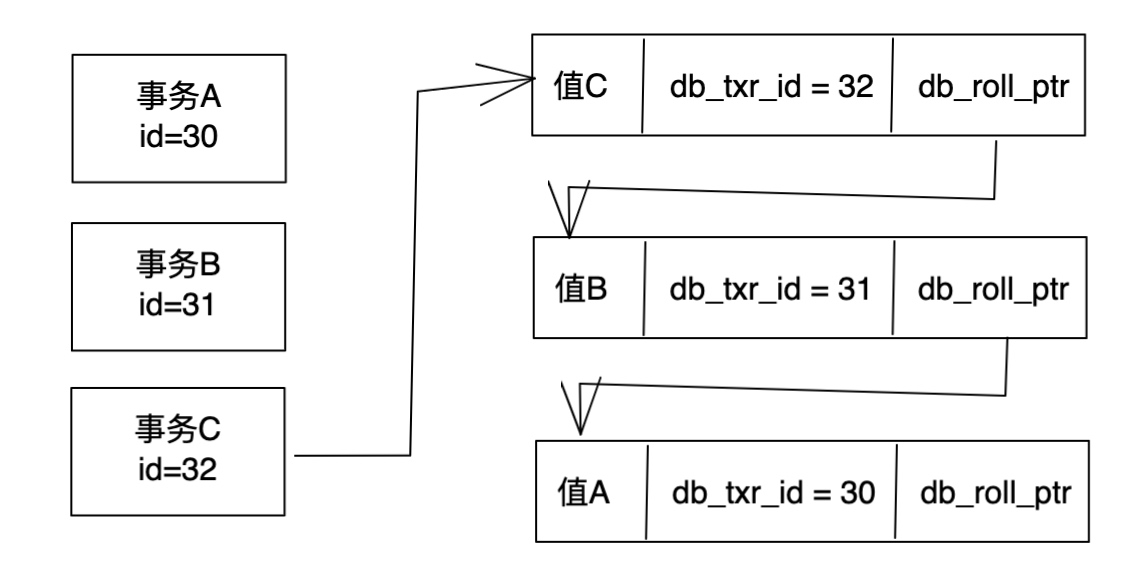 事务A
id=30
事务B
id=31
事务C
id=32
值C db_txr_id = 32 db_roll_ptr
值B db_txr_id = 31 db_roll_ptr
值A db_txr_id = 30 db_roll_ptr